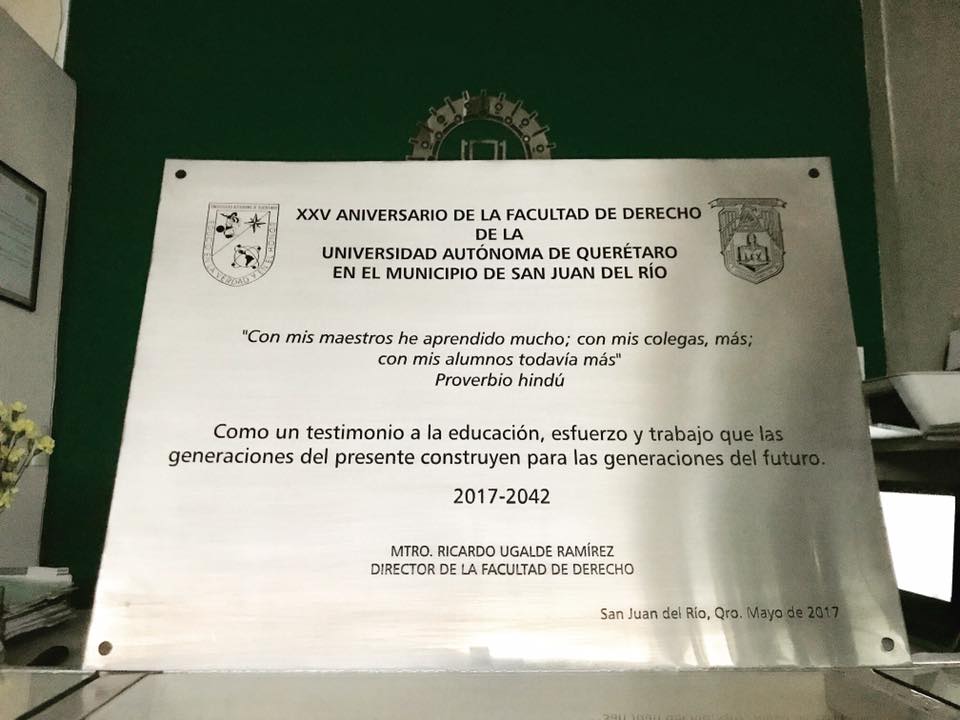 XXV ANIVERSARIO DE LA FACULTAD DE DERECHO
DE LA
UNIVERSIDAD AUTÓNOMA DE QUERÉTARO
EN EL MUNICIPIO DE SAN JUAN DEL RÍO
"Con mis maestros he aprendido mucho; con mis colegas, más;
con mis alumnos todavía más"
Proverbio hindú
Como un testimonio a la educación, esfuerzo y trabajo que las
generaciones del presente construyen para las generaciones del futuro.
2017-2042
MTRO. RICARDO UGALDE RAMÍREZ
DIRECTOR DE LA FACULTAD DE DERECHO
San Juan del Río, Qro. Mayo de 2017